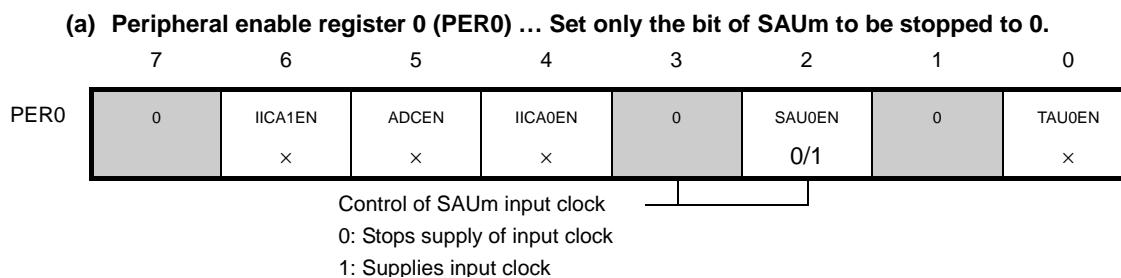 (a) Peripheral enable register 0 (PER0) … Set only the bit of SAUm to be stopped to 0.
7 6 5 4 3 2 1 0
PER0 0 IICA1EN ADCEN IICA0EN 0 SAU0EN 0 TAU0EN
× × × 0/1 ×
Control of SAUm input clock
0: Stops supply of input clock
1: Supplies input clock